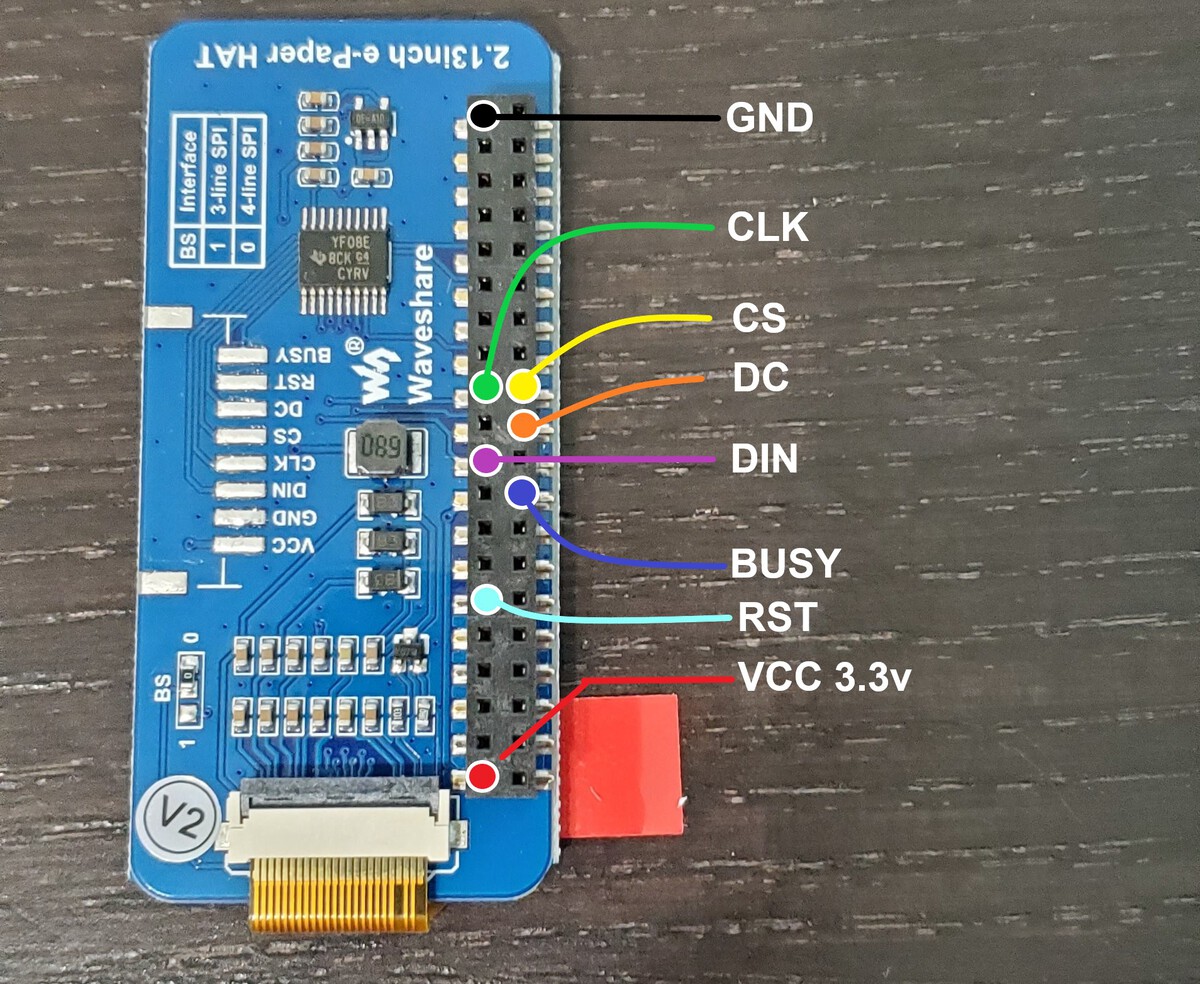 2.13inch e-Paper HAT
BS Interface
1 3-line SPI
0 4-line SPI
YF08E
8CK G4
CYRV
Waveshare
®
BUSY
RST
DC
CS
CLK
DIN
GND
VCC
680
BS
0
1
V2
GND
CLK
CS
DC
DIN
BUSY
RST
VCC 3.3v